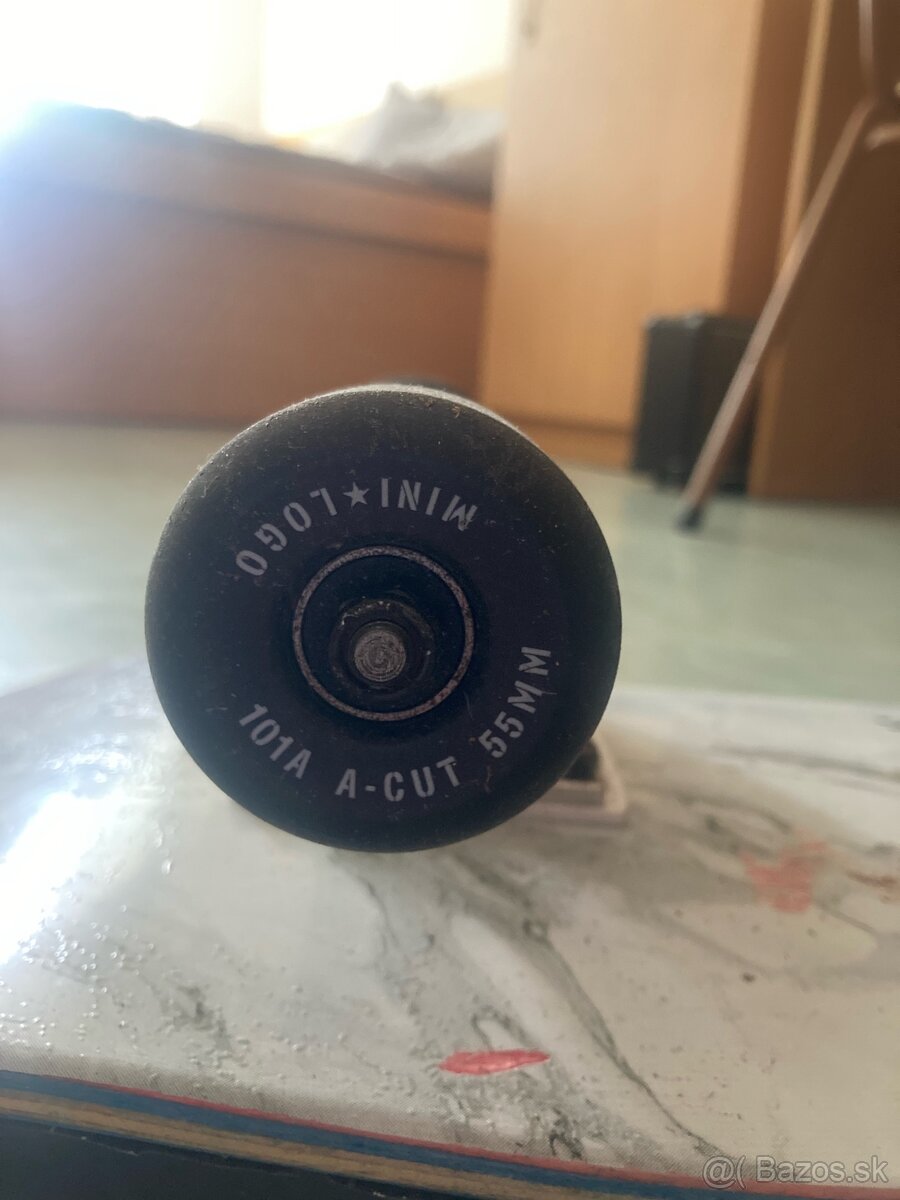 MINI★LOGO
101A A-CUT 55MM
@( Bazos.sk